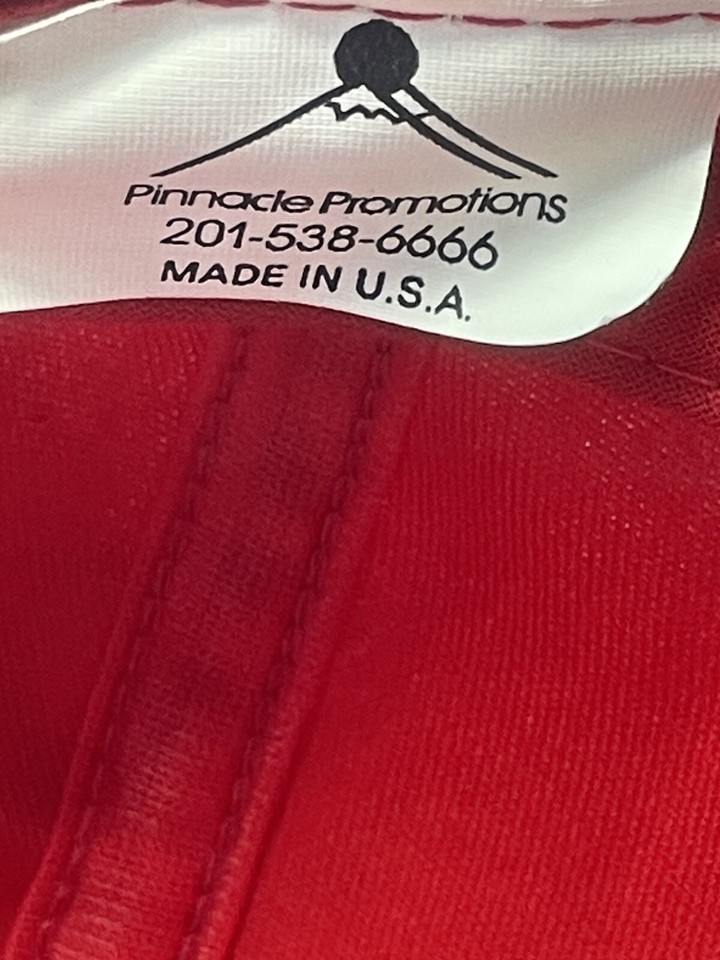 Pinnacle Promotions
201-538-6666
MADE IN U.S.A.